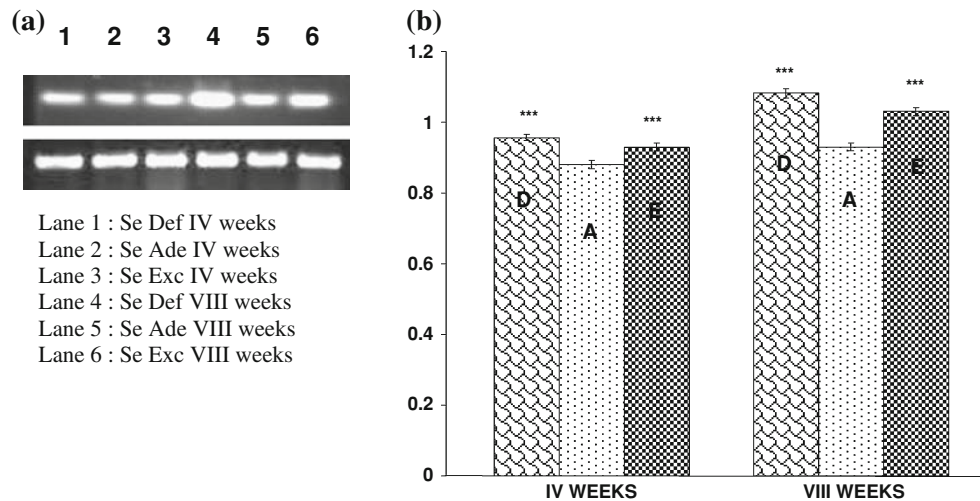 (a)
1 2 3 4 5 6
Lane 1 : Se Def IV weeks
Lane 2 : Se Ade IV weeks
Lane 3 : Se Exc IV weeks
Lane 4 : Se Def VIII weeks
Lane 5 : Se Ade VIII weeks
Lane 6 : Se Exc VIII weeks
(b)
1.2
1
0.8
0.6
0.4
0.2
0
*** ***
D A E
*** ***
D A E
IV WEEKS VIII WEEKS